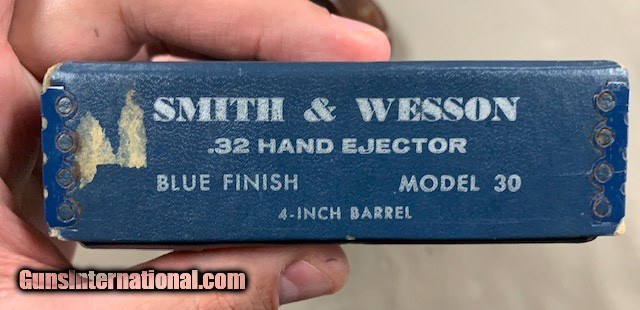 SMITH & WESSON
.32 HAND EJECTOR
BLUE FINISH MODEL 30
4-INCH BARREL
GunsInternational.com